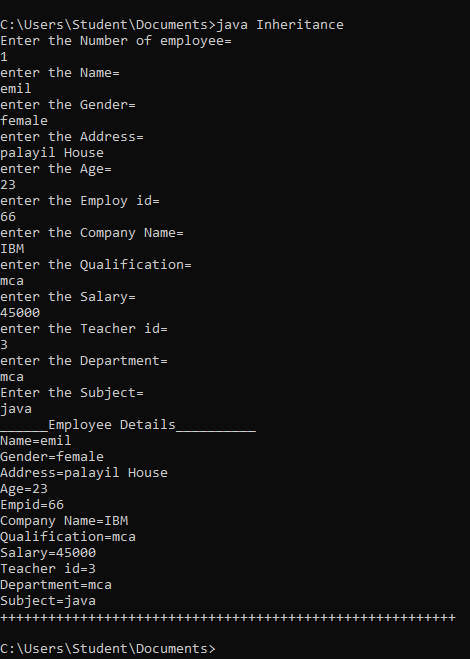 C:\Users\Student\Documents>java Inheritance
Enter the Number of employee=
1
enter the Name=
emil
enter the Gender=
female
enter the Address=
palayil House
enter the Age=
23
enter the Employ id=
66
enter the Company Name=
IBM
enter the Qualification=
mca
enter the Salary=
45000
enter the Teacher id=
3
enter the Department=
mca
Enter the Subject=
java
______Employee Details__________
Name=emil
Gender=female
Address=palayil House
Age=23
Empid=66
Company Name=IBM
Qualification=mca
Salary=45000
Teacher id=3
Department=mca
Subject=java
+++++++++++++++++++++++++++++++++++++++++++++++++++++++++
C:\Users\Student\Documents>